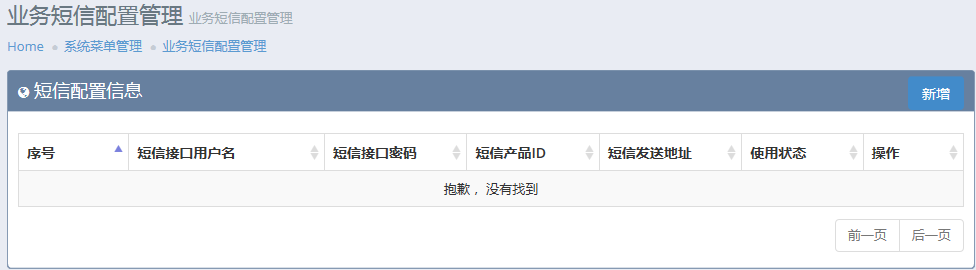 业务短信配置管理 业务短信配置管理
Home 系统菜单管理 业务短信配置管理
短信配置信息 新增
序号 短信接口用户名 短信接口密码 短信产品ID 短信发送地址 使用状态 操作
抱歉，没有找到
前一页 后一页